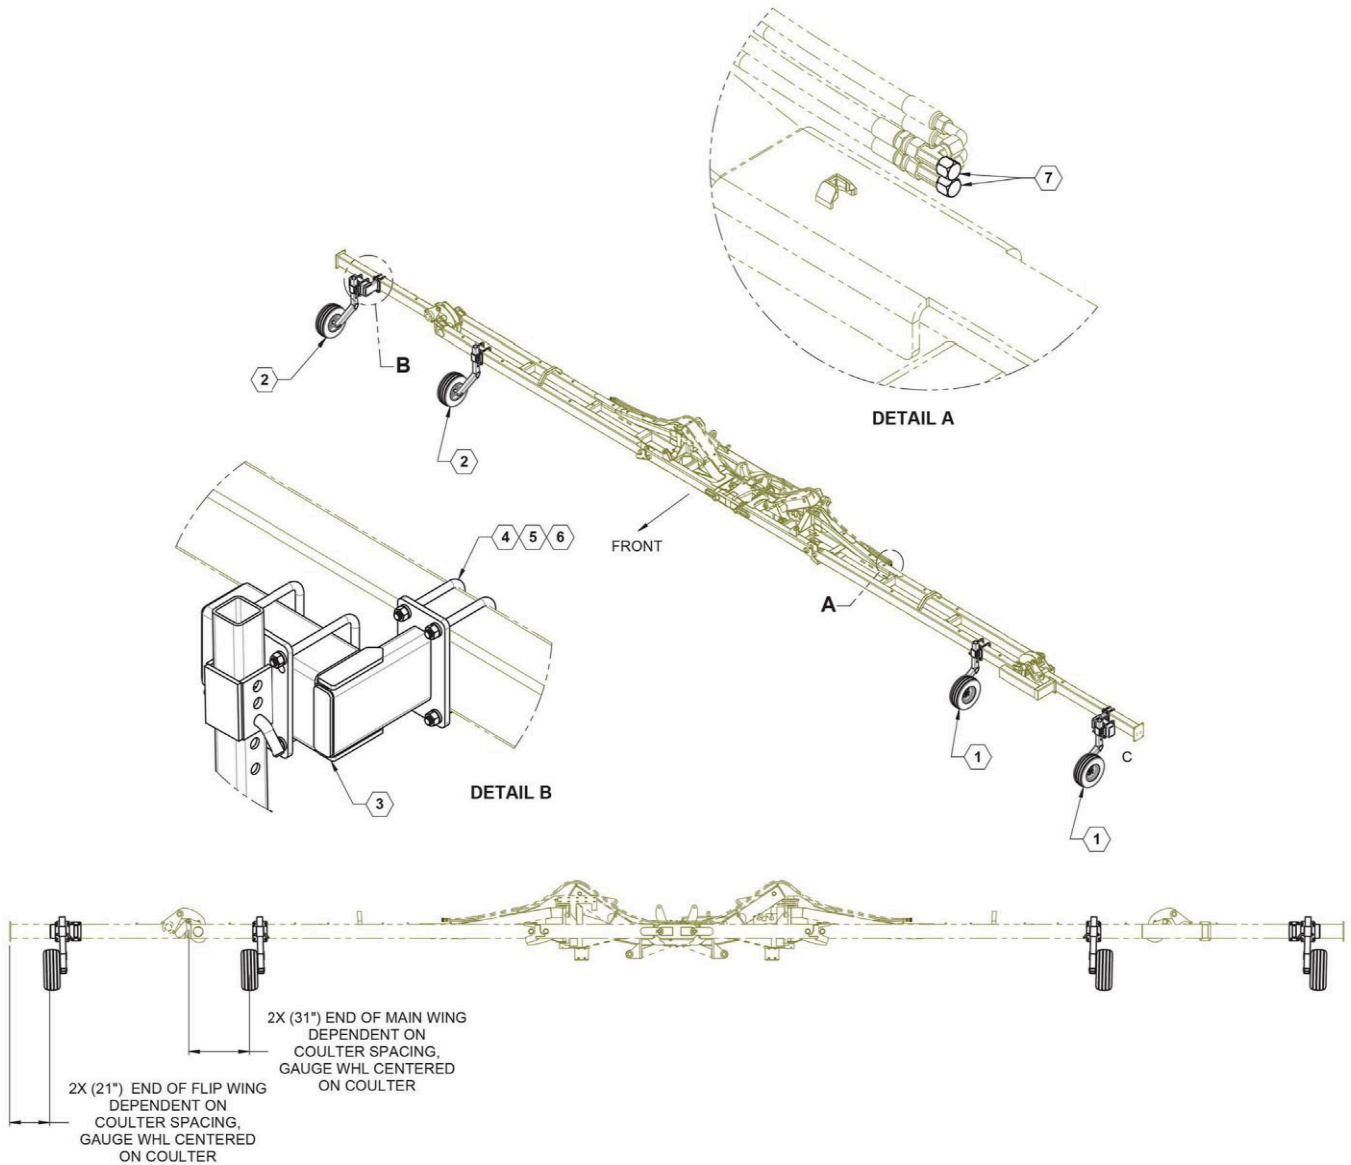 7
DETAIL A
B
2
2
FRONT
4 5 6
A
3
DETAIL B
1
C
1
2X (31") END OF MAIN WING
DEPENDENT ON
COULTER SPACING,
GAUGE WHL CENTERED
ON COULTER
2X (21") END OF FLIP WING
DEPENDENT ON
COULTER SPACING,
GAUGE WHL CENTERED
ON COULTER